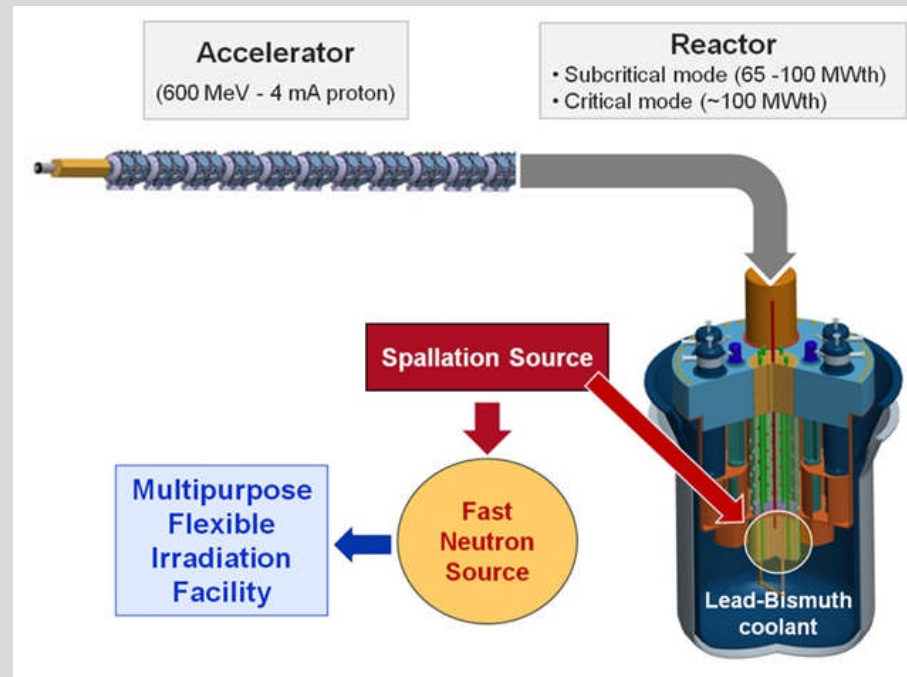 Accelerator
(600 MeV - 4 mA proton)
Reactor
• Subcritical mode (65 -100 MWth)
• Critical mode (~100 MWth)
Spallation Source
Multipurpose
Flexible
Irradiation
Facility
Fast
Neutron
Source
Lead-Bismuth
coolant